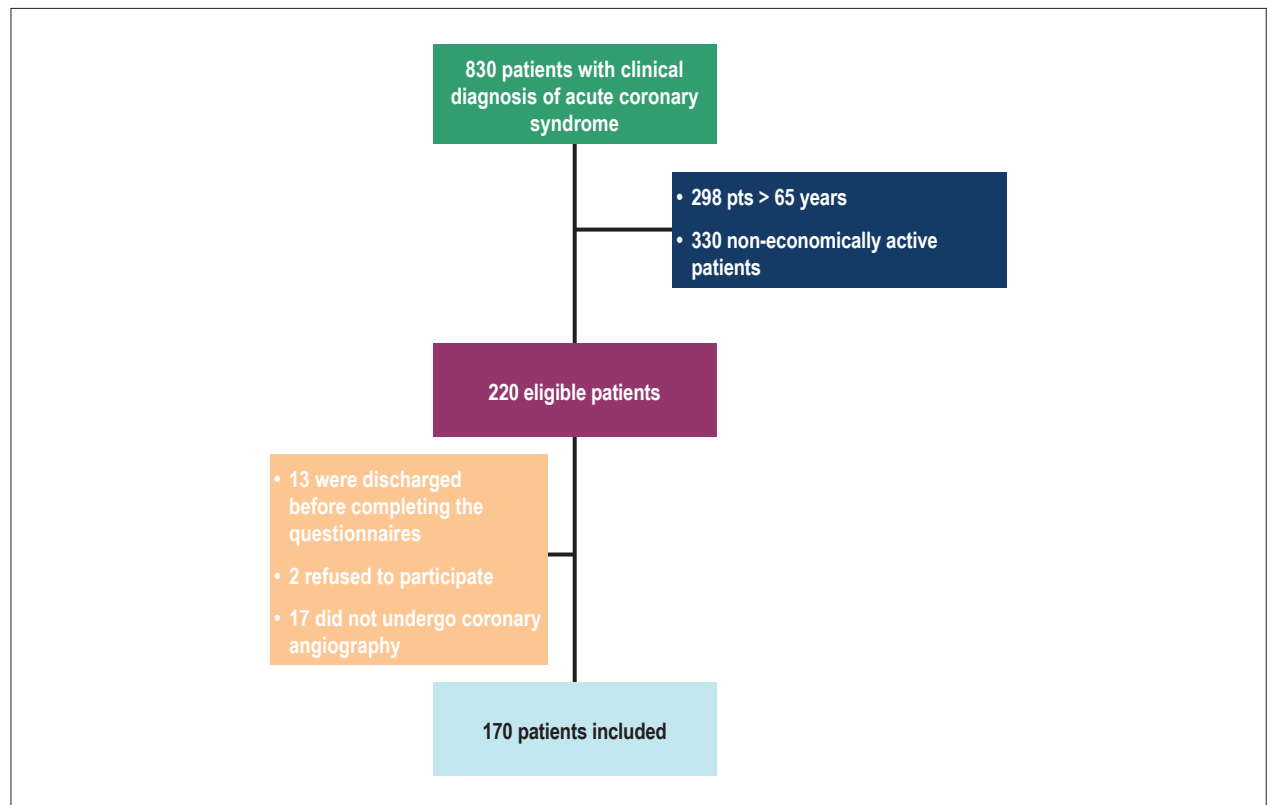 830 patients with clinical
diagnosis of acute coronary
syndrome
• 298 pts > 65 years
• 330 non-economically active
patients
220 eligible patients
• 13 were discharged
before completing the
questionnaires
• 2 refused to participate
• 17 did not undergo coronary
angiography
170 patients included